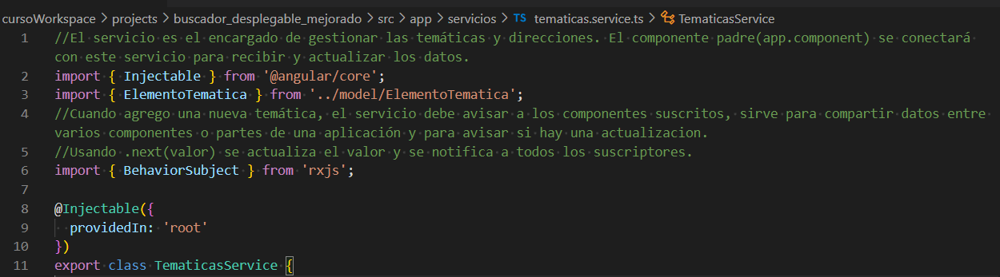 cursoWorkspace > projects > buscador_desplegable_mejorado > src > app > servicios > TS tematicas.service.ts > TematicasService
1 //El servicio es el encargado de gestionar las temáticas y direcciones. El componente padre(app.component) se conectará
con este servicio para recibir y actualizar los datos.
2 import { Injectable } from '@angular/core';
3 import { ElementoTematica } from '../model/ElementoTematica';
4 //Cuando agrego una nueva temática, el servicio debe avisar a los componentes suscritos, sirve para compartir datos entre
varios componentes o partes de una aplicación y para avisar si hay una actualizacion.
5 //Usando .next(valor) se actualiza el valor y se notifica a todos los suscriptores.
6 import { BehaviorSubject } from 'rxjs';
7
8 @Injectable({
9 providedIn: 'root'
10 })
11 export class TematicasService {